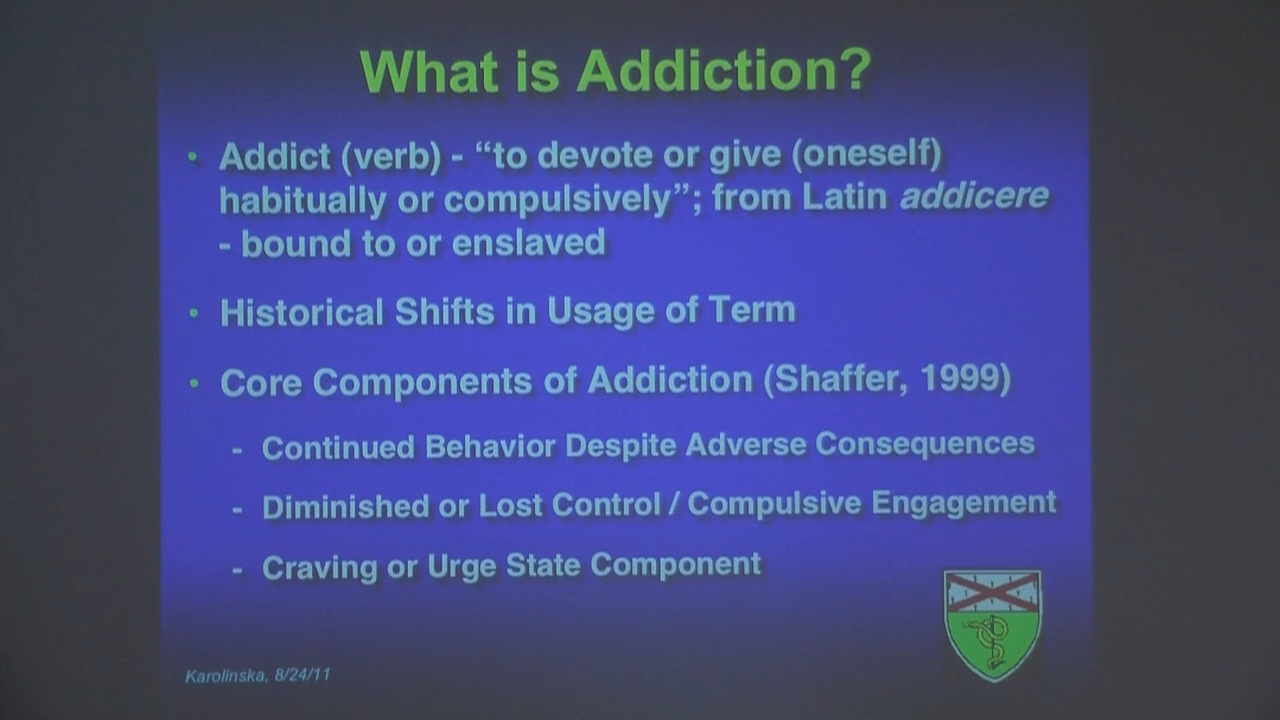 What is Addiction?
• Addict (verb) - “to devote or give (oneself)
habitually or compulsively”; from Latin addicere
- bound to or enslaved
• Historical Shifts in Usage of Term
• Core Components of Addiction (Shaffer, 1999)
- Continued Behavior Despite Adverse Consequences
- Diminished or Lost Control / Compulsive Engagement
- Craving or Urge State Component
Karolinska, 8/24/11